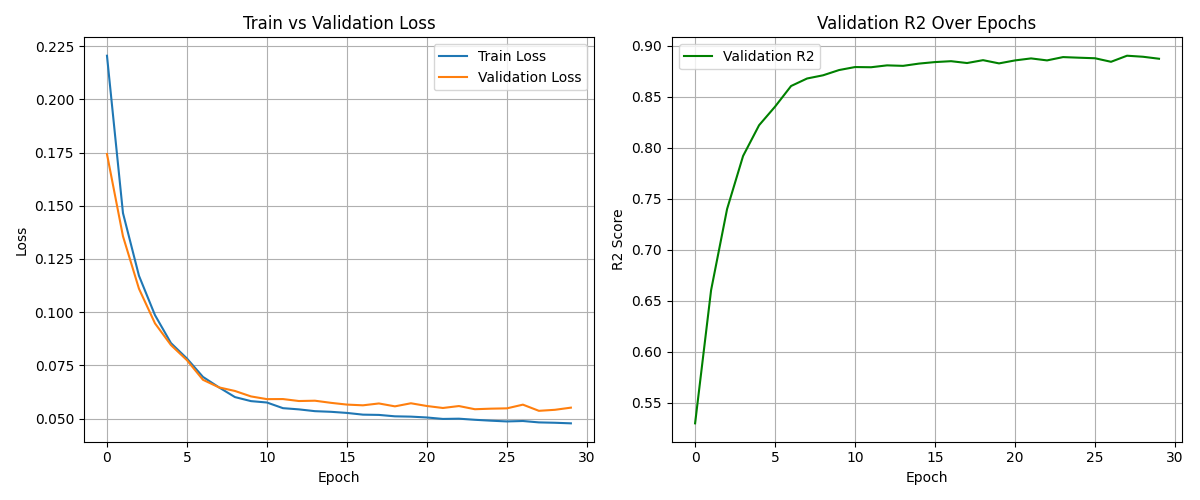 Train vs Validation Loss
0.225
0.200
0.175
0.150
0.125
0.100
0.075
0.050
Loss
0 5 10 15 20 25 30
Epoch
Train Loss
Validation Loss
Validation R2 Over Epochs
0.90
0.85
0.80
0.75
0.70
0.65
0.60
0.55
R2 Score
0 5 10 15 20 25 30
Epoch
Validation R2